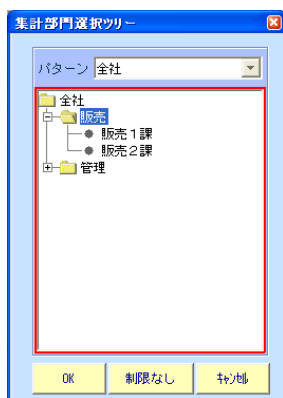 集計部門選択ツリー
パターン 全社
全社
販売
販売1課
販売2課
管理
OK 制限なし ｷｬﾝｾﾙ